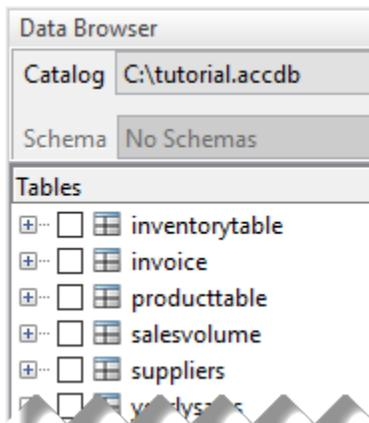 Data Browser
Catalog C:\tutorial.accdb
Schema No Schemas
Tables
inventorytable
invoice
producttable
salesvolume
suppliers